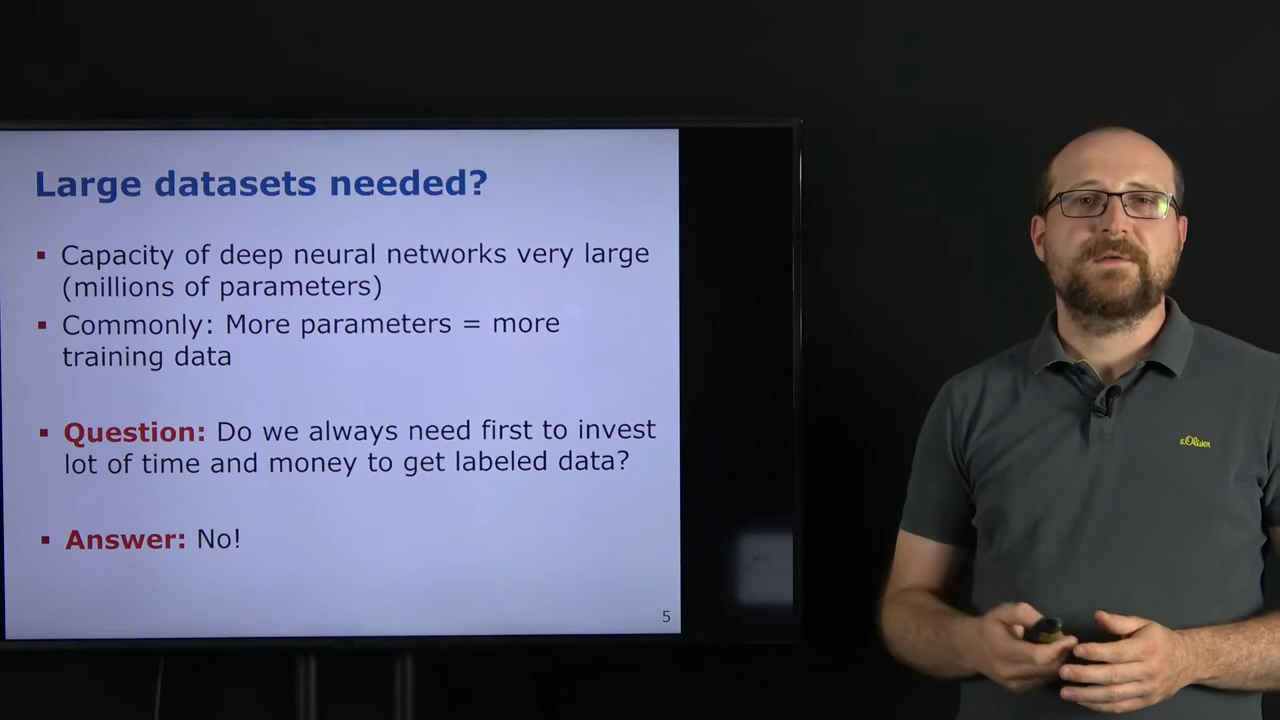 Large datasets needed?
▪ Capacity of deep neural networks very large
(millions of parameters)
▪ Commonly: More parameters = more
training data
▪ Question: Do we always need first to invest
lot of time and money to get labeled data?
▪ Answer: No!
5
s.Oliver